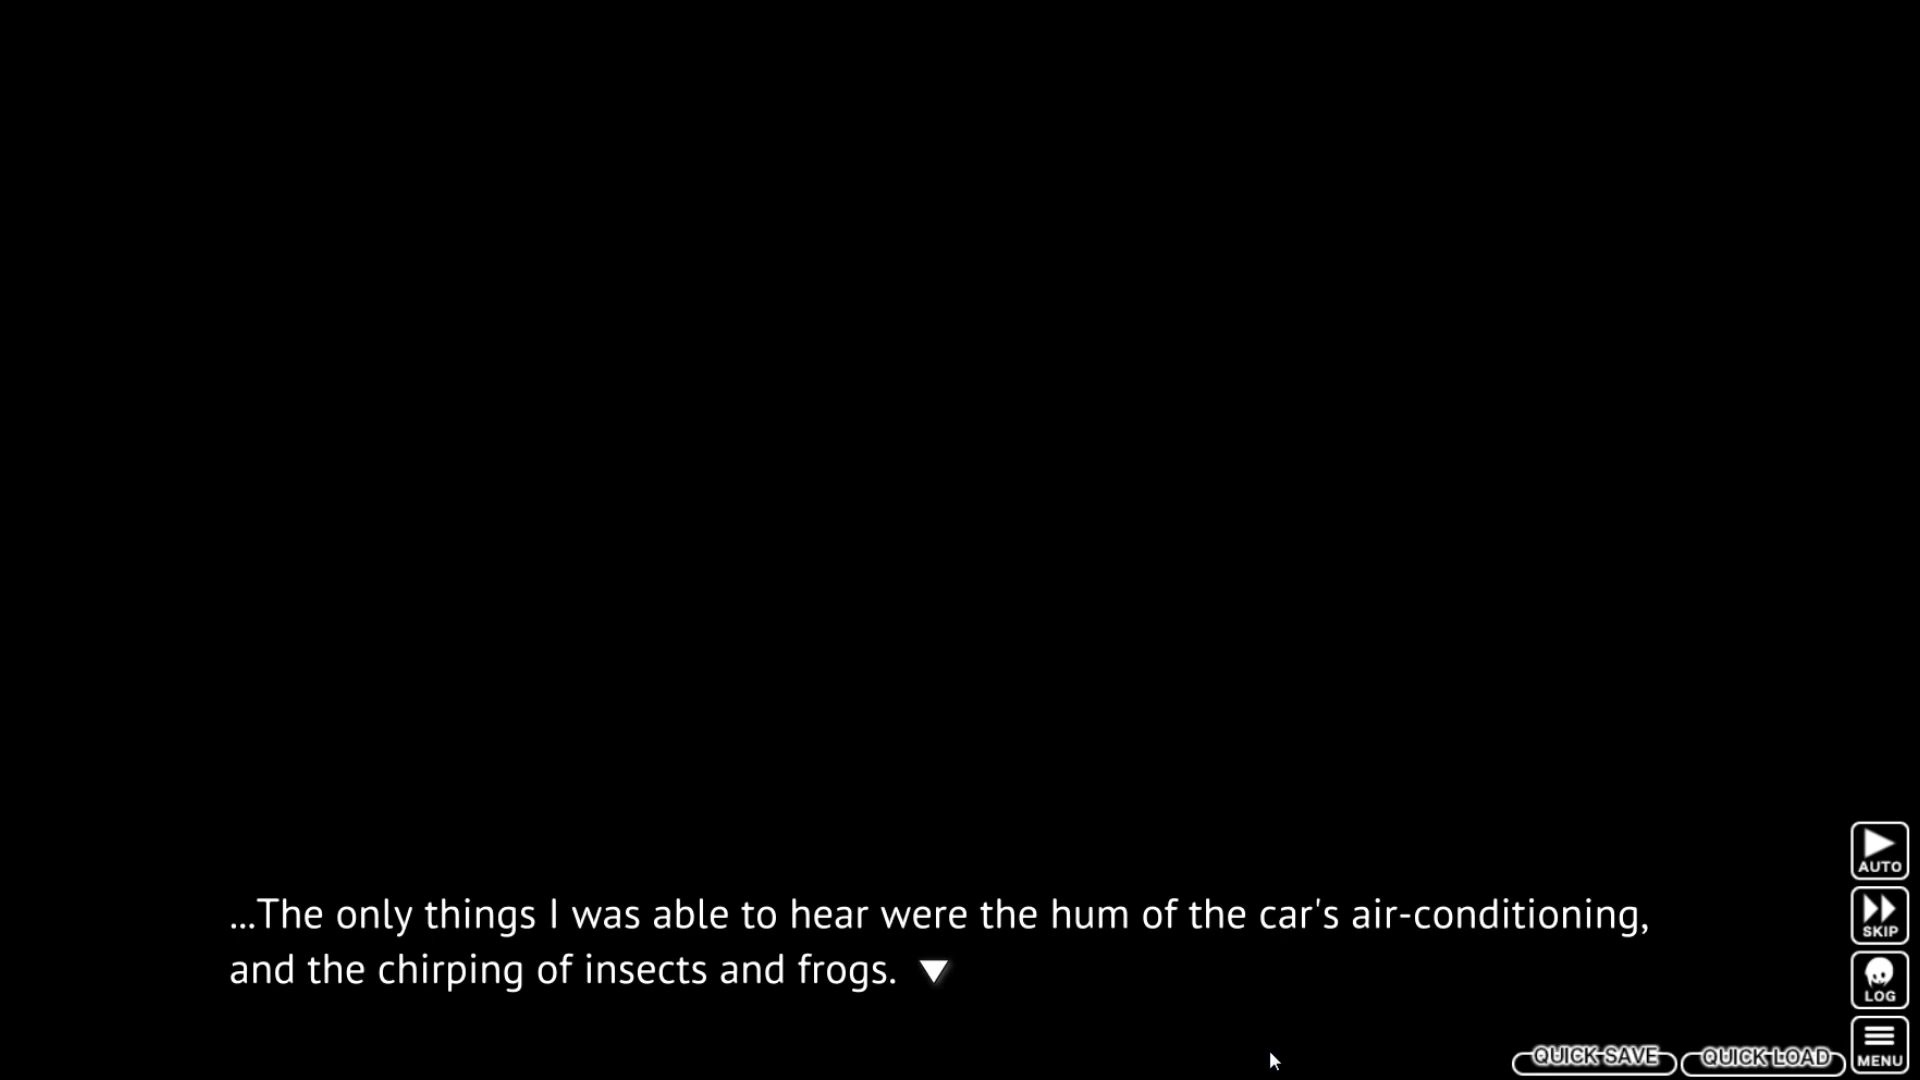 ...The only things I was able to hear were the hum of the car's air-conditioning,
and the chirping of insects and frogs.
AUTO
SKIP
LOG
MENU
QUICK SAVE
QUICK LOAD